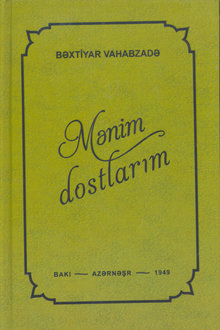 BƏXTİYAR VAHABZADƏ
Mənim
dostlarım
BAKI — AZƏRNƏŞR — 1949